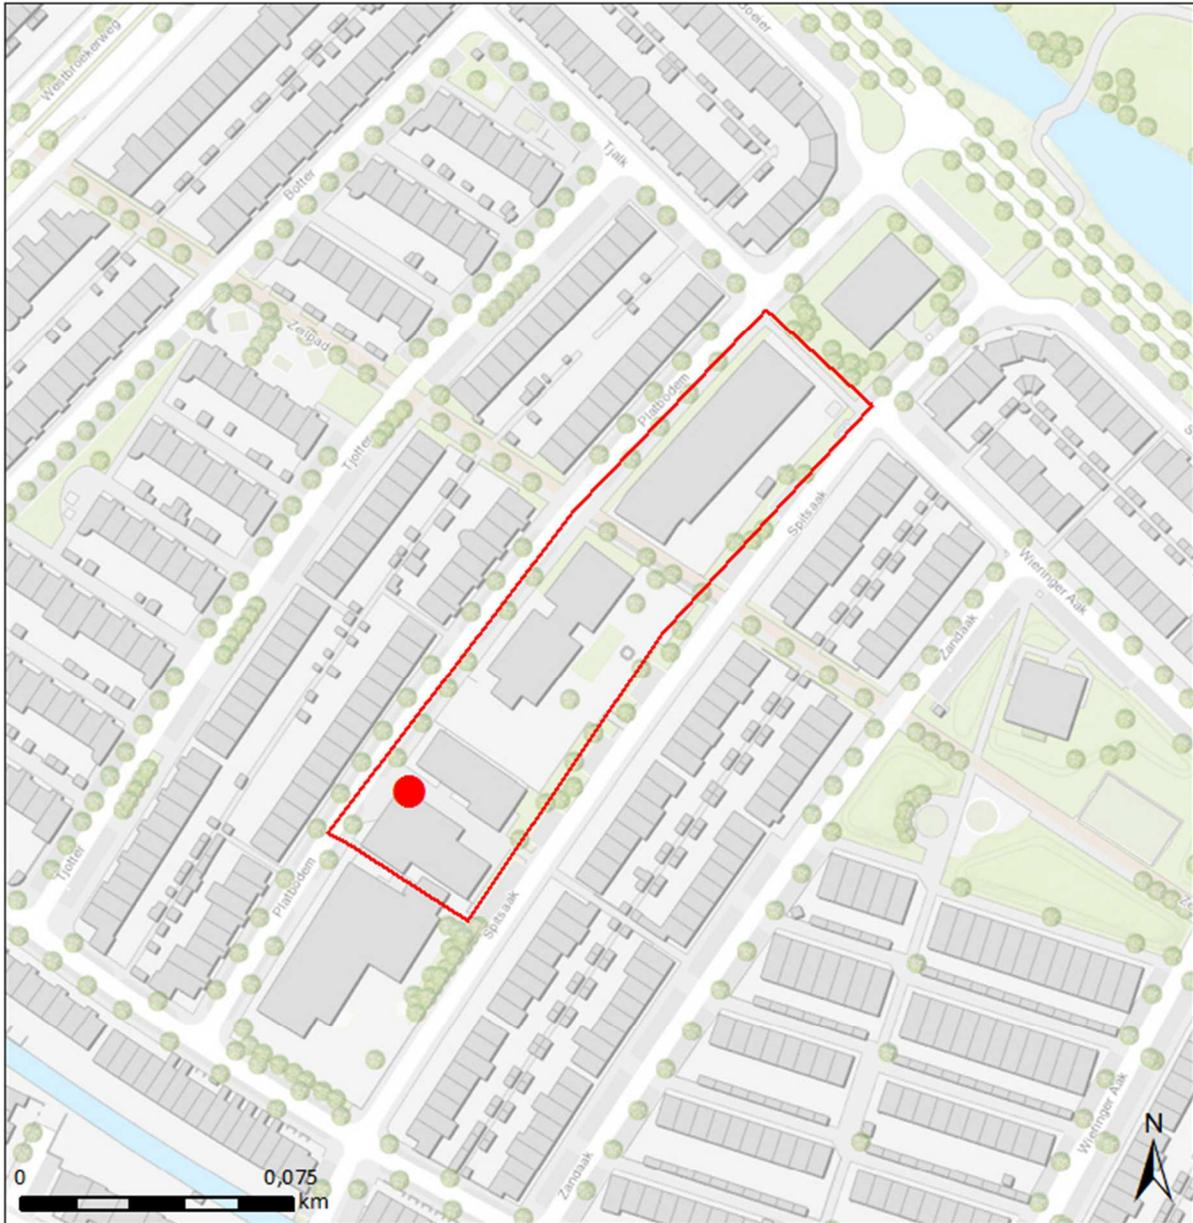 Westbroekerweg
Boeier
Tjalk
Botter
Zeilpad
Platbodem
Tjotter
Spitsaak
Wieringer Aak
Zandaak
Tjotter
Platbodem
Spitsaak
Wieringer Aak
Zandaak
N
0
0,075
km